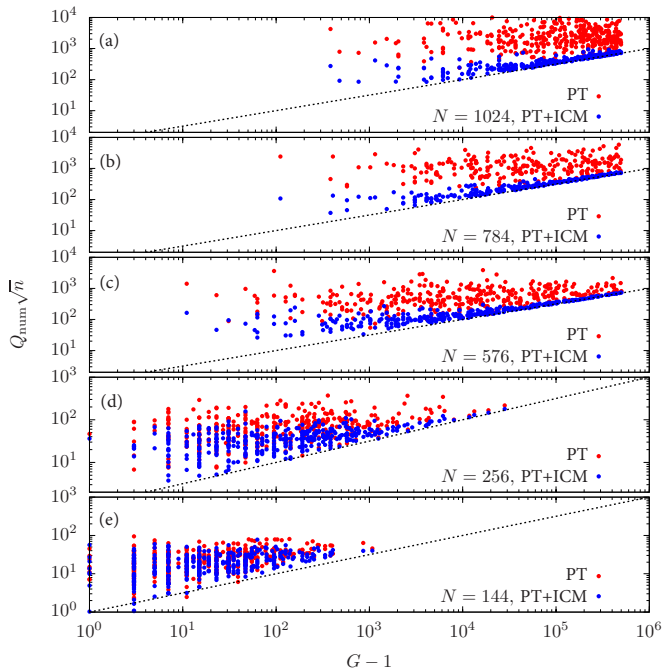 10^4
10^3
(a)
10^2
PT
10^1
N = 1024, PT+ICM
10^4
10^3
(b)
10^2
PT
10^1
N = 784, PT+ICM
10^4
10^3
(c)
10^2
PT
10^1
N = 576, PT+ICM
10^3
10^2
(d)
10^1
PT
N = 256, PT+ICM
10^3
10^2
(e)
10^1
PT
N = 144, PT+ICM
10^0
10^0 10^1 10^2 10^3 10^4 10^5 10^6
G − 1
Q_num√n